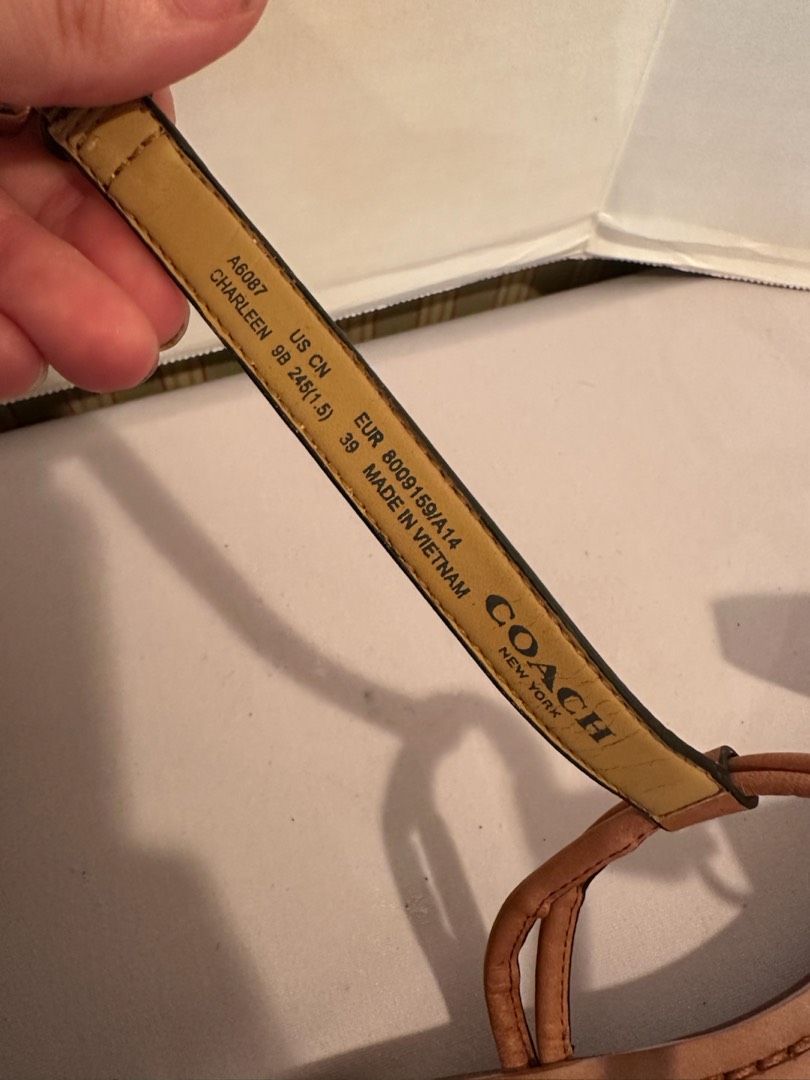 A6087 US CN EUR 8009159/A14
CHARLEEN 9B 245(1.5) 39 MADE IN VIETNAM
COACH
NEW YORK